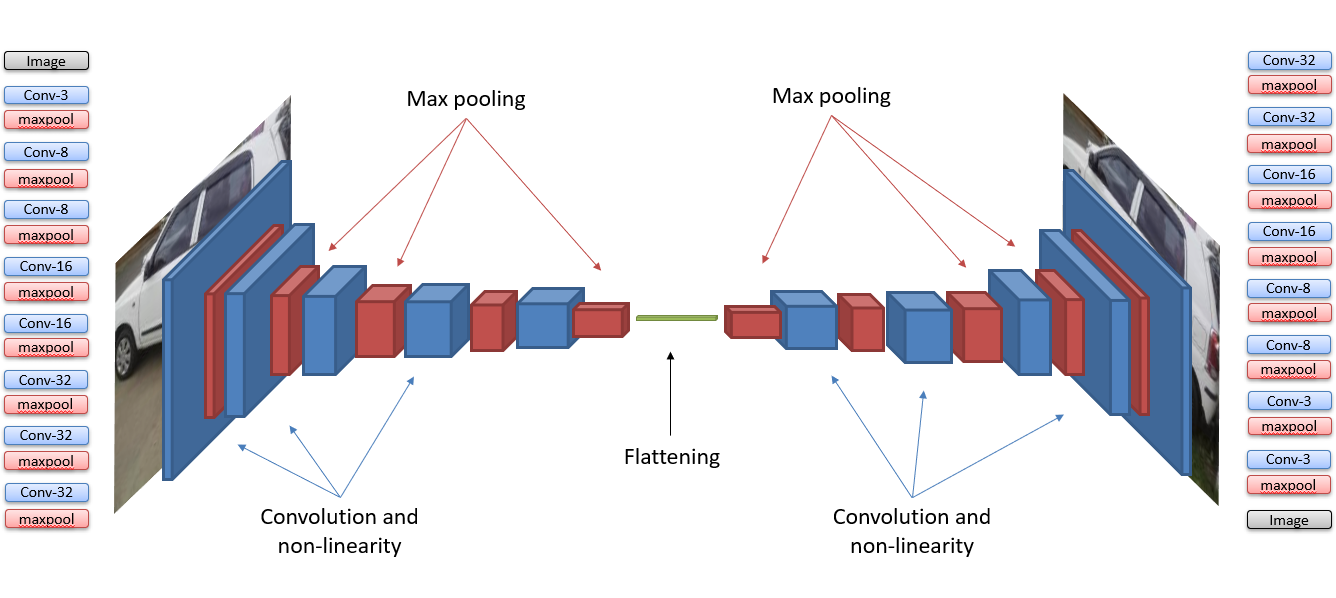 Image
Conv-3
maxpool
Conv-8
maxpool
Conv-8
maxpool
Conv-16
maxpool
Conv-16
maxpool
Conv-32
maxpool
Conv-32
maxpool
Conv-32
maxpool
Max pooling
Convolution and
non-linearity
Flattening
Max pooling
Convolution and
non-linearity
Conv-32
maxpool
Conv-32
maxpool
Conv-16
maxpool
Conv-16
maxpool
Conv-8
maxpool
Conv-8
maxpool
Conv-3
maxpool
Conv-3
maxpool
Image